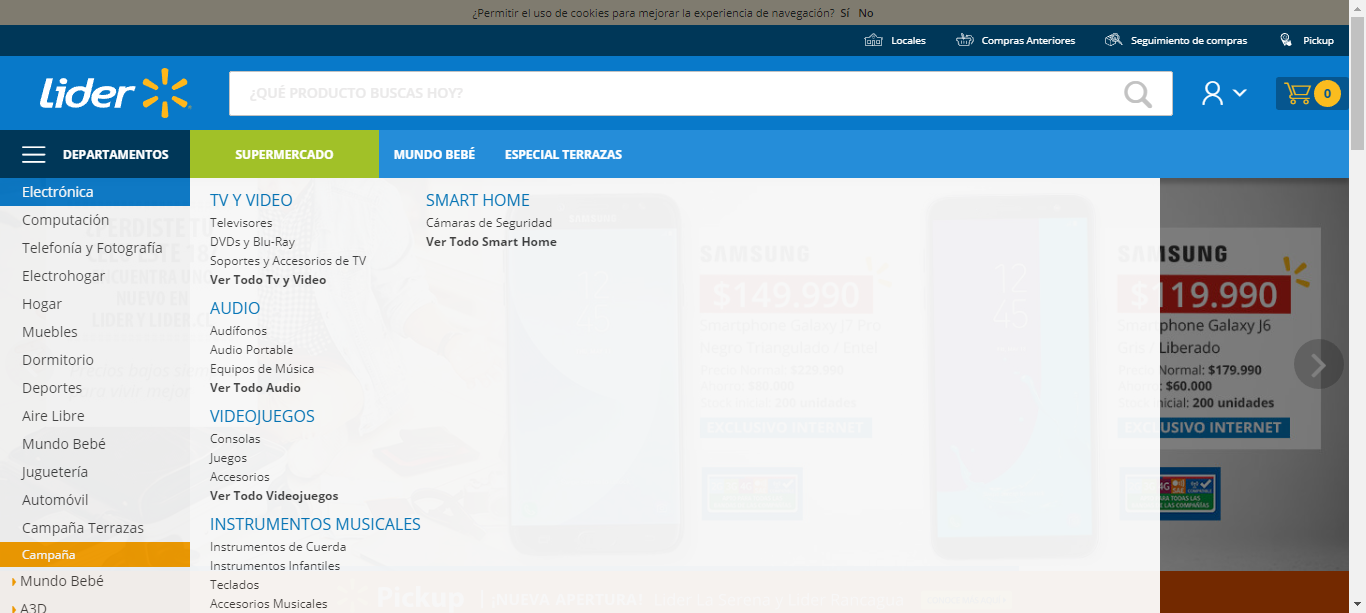 ¿Permitir el uso de cookies para mejorar la experiencia de navegación? Sí No
Locales Compras Anteriores Seguimiento de compras Pickup
Lider
¿QUÉ PRODUCTO BUSCAS HOY?
0
DEPARTAMENTOS SUPERMERCADO MUNDO BEBÉ ESPECIAL TERRAZAS
Electrónica
Computación
Telefonía y Fotografía
Electrohogar
Hogar
Muebles
Dormitorio
Deportes
Aire Libre
Mundo Bebé
Juguetería
Automóvil
Campaña Terrazas
Campaña
Mundo Bebé
A3D
TV Y VIDEO
Televisores
DVDs y Blu-Ray
Soportes y Accesorios de TV
Ver Todo Tv y Video
AUDIO
Audífonos
Audio Portable
Equipos de Música
Ver Todo Audio
VIDEOJUEGOS
Consolas
Juegos
Accesorios
Ver Todo Videojuegos
INSTRUMENTOS MUSICALES
Instrumentos de Cuerda
Instrumentos Infantiles
Teclados
Accesorios Musicales
SMART HOME
Cámaras de Seguridad
Ver Todo Smart Home
SAMSUNG
$149.990
Smartphone Galaxy J7 Pro
Negro Triangulado / Entel
Precio Normal: $229.990
Ahorro: $80.000
Stock Inicial: 200 unidades
EXCLUSIVO INTERNET
SAMSUNG
$119.990
Smartphone Galaxy J6
Gris / Liberado
Precio Normal: $179.990
Ahorro: $60.000
Stock Inicial: 200 unidades
EXCLUSIVO INTERNET
Pickup ¡NUEVA APERTURA!